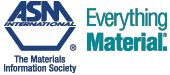 ASM
INTERNATIONAL
The Materials
Information Society
Everything
Material.®